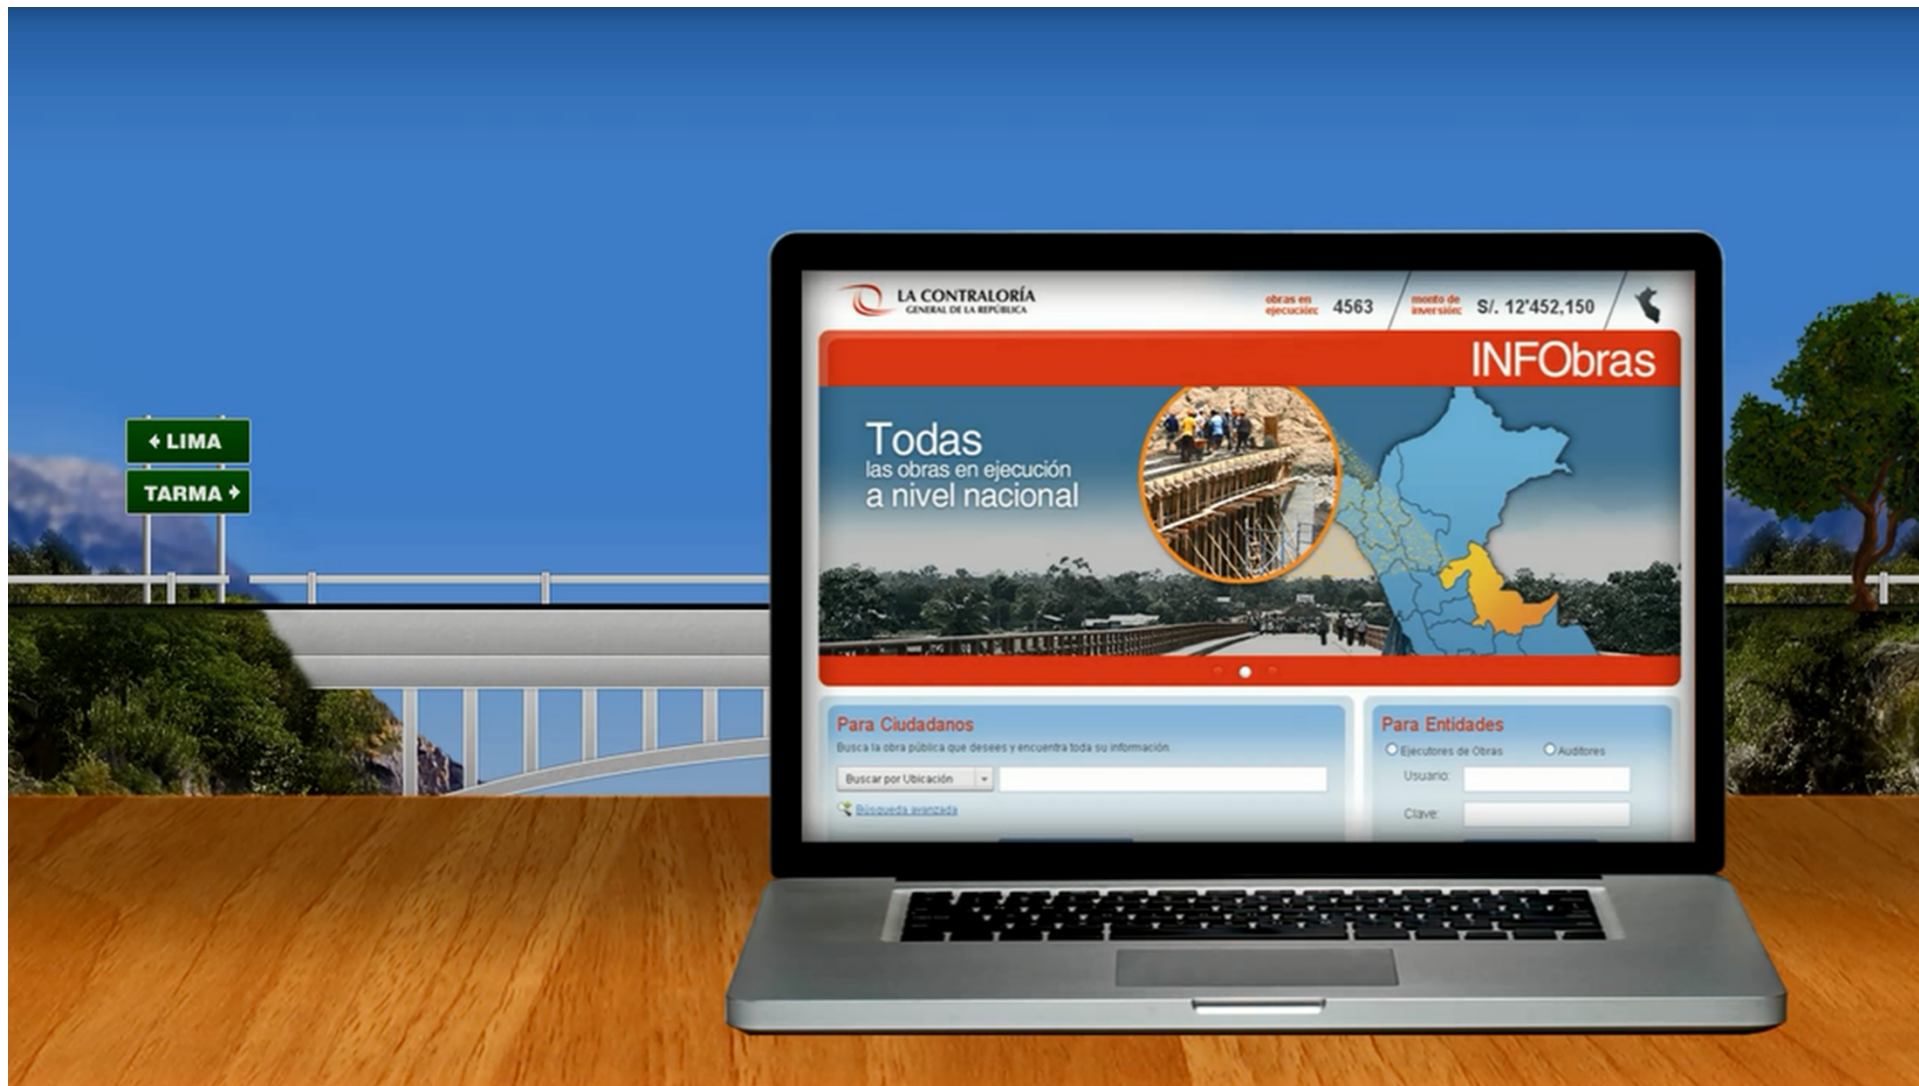 LIMA
TARMA
LA CONTRALORÍA
GENERAL DE LA REPÚBLICA
obras en
ejecución:
4563
monto de
inversión:
S/. 12'452,150
INFObras
Todas
las obras en ejecución
a nivel nacional
Para Ciudadanos
Busca la obra pública que desees y encuentra toda su información.
Buscar por Ubicación
Búsqueda avanzada
Para Entidades
Ejecutores de Obras
Auditores
Usuario:
Clave: